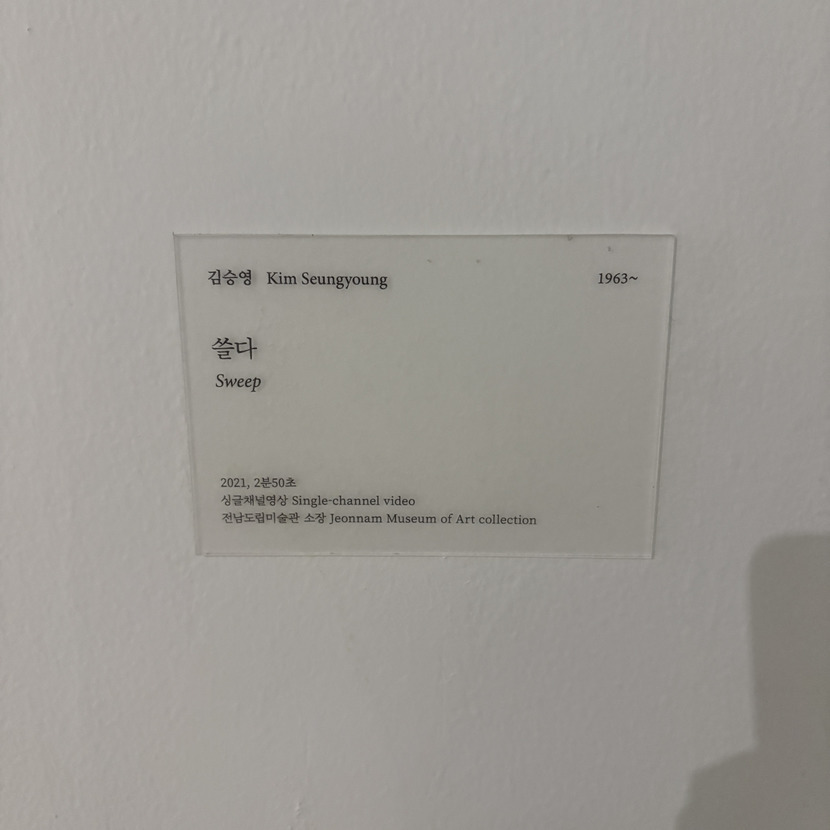 김승영 Kim Seungyoung 1963~
쓸다
Sweep
2021, 2분50초
싱글채널영상 Single-channel video
전남도립미술관 소장 Jeonnam Museum of Art collection